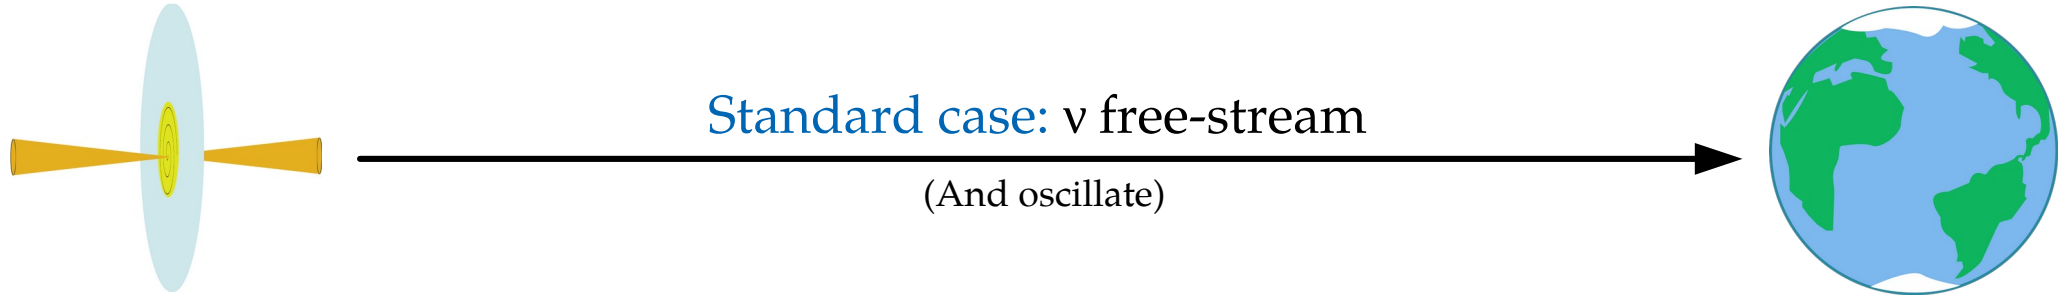 Standard case: ν free-stream
(And oscillate)